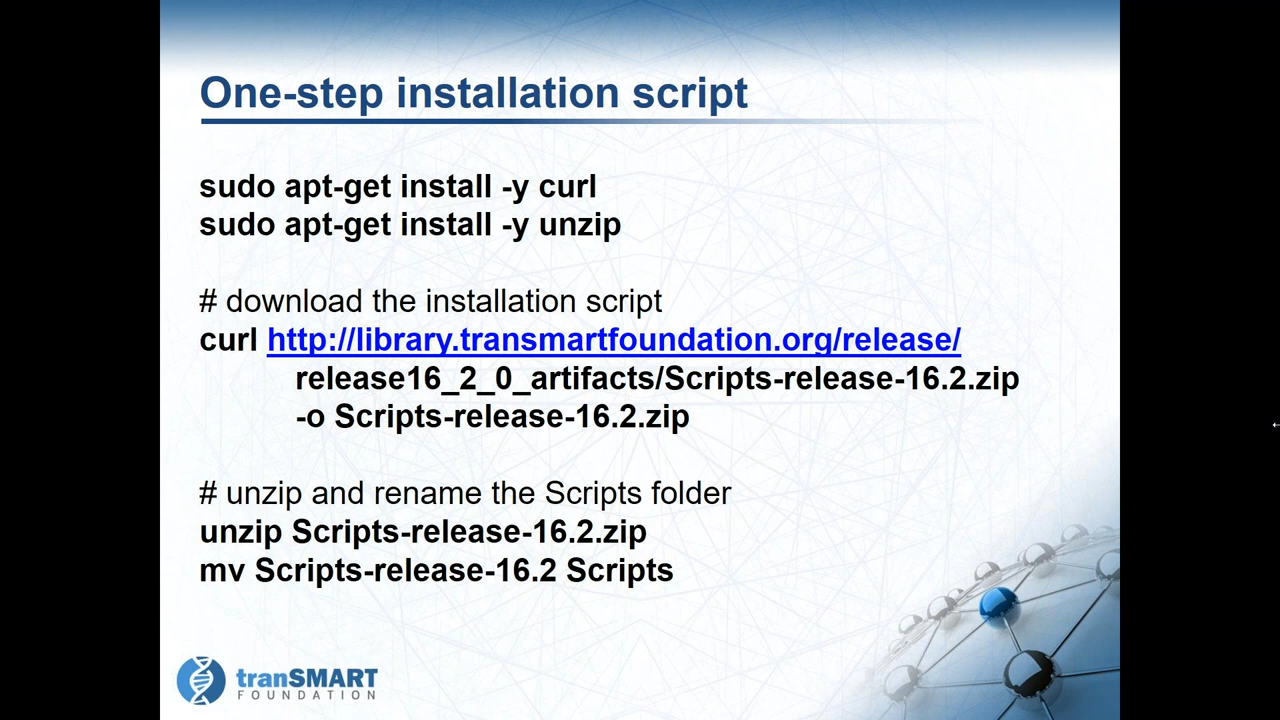 One-step installation script
sudo apt-get install -y curl
sudo apt-get install -y unzip
# download the installation script
curl http://library.transmartfoundation.org/release/
release16_2_0_artifacts/Scripts-release-16.2.zip
-o Scripts-release-16.2.zip
# unzip and rename the Scripts folder
unzip Scripts-release-16.2.zip
mv Scripts-release-16.2 Scripts
tranSMART
FOUNDATION